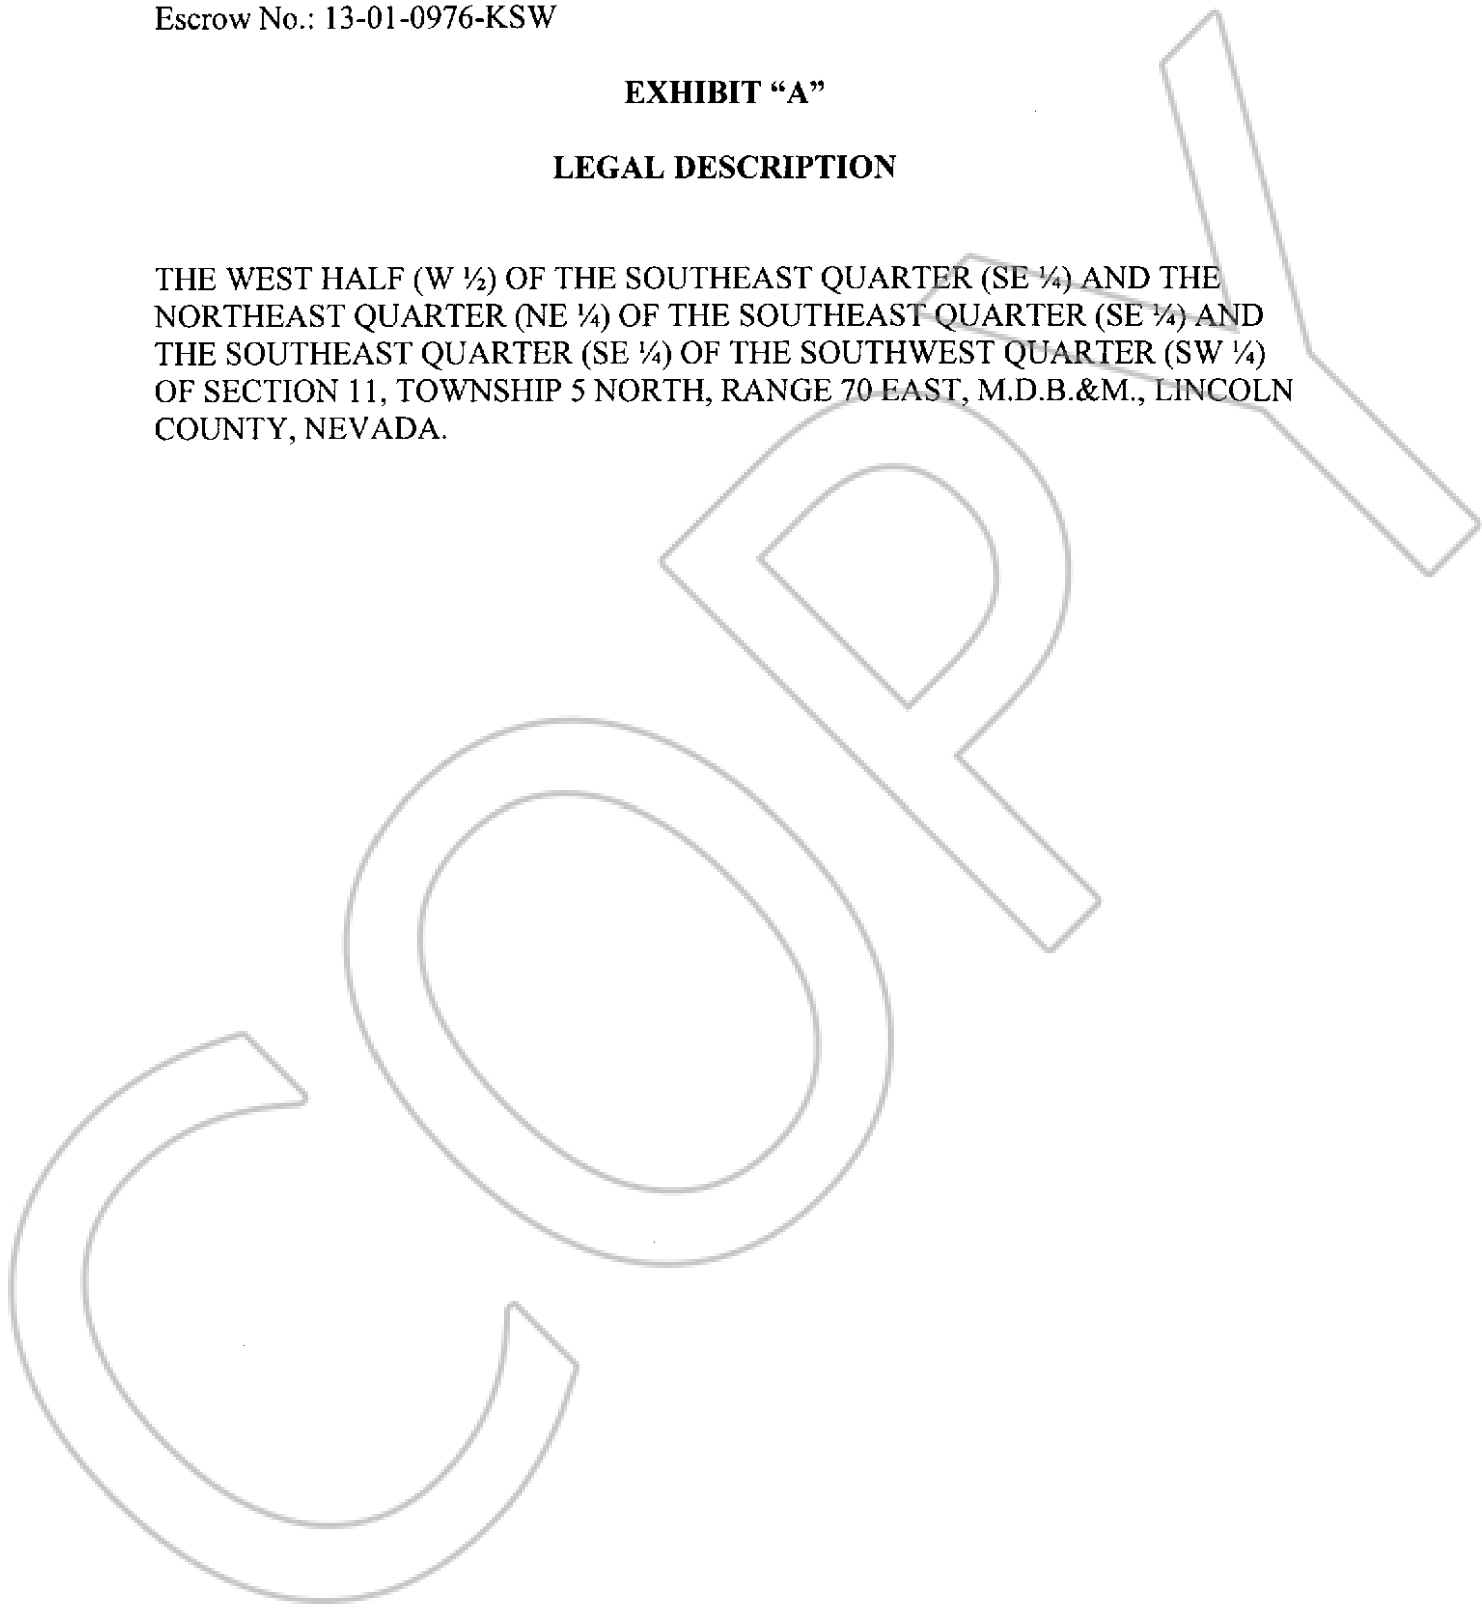 Escrow No.: 13-01-0976-KSW
EXHIBIT “A”
LEGAL DESCRIPTION
THE WEST HALF (W ½) OF THE SOUTHEAST QUARTER (SE ¼) AND THE
NORTHEAST QUARTER (NE ¼) OF THE SOUTHEAST QUARTER (SE ¼) AND
THE SOUTHEAST QUARTER (SE ¼) OF THE SOUTHWEST QUARTER (SW ¼)
OF SECTION 11, TOWNSHIP 5 NORTH, RANGE 70 EAST, M.D.B.&M., LINCOLN
COUNTY, NEVADA.
COPY